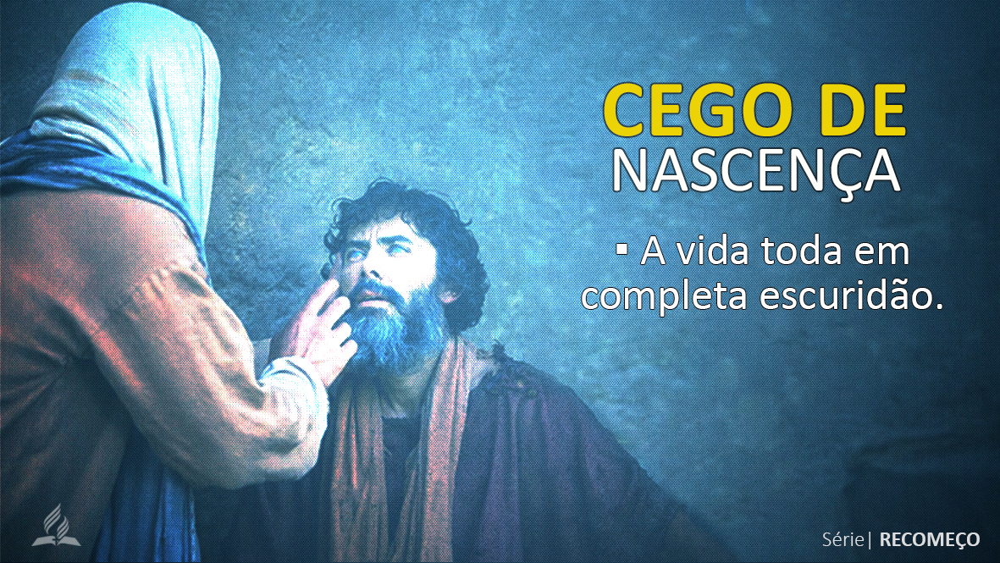 CEGO DE
NASCENÇA
▪ A vida toda em
completa escuridão.
Série| RECOMEÇO